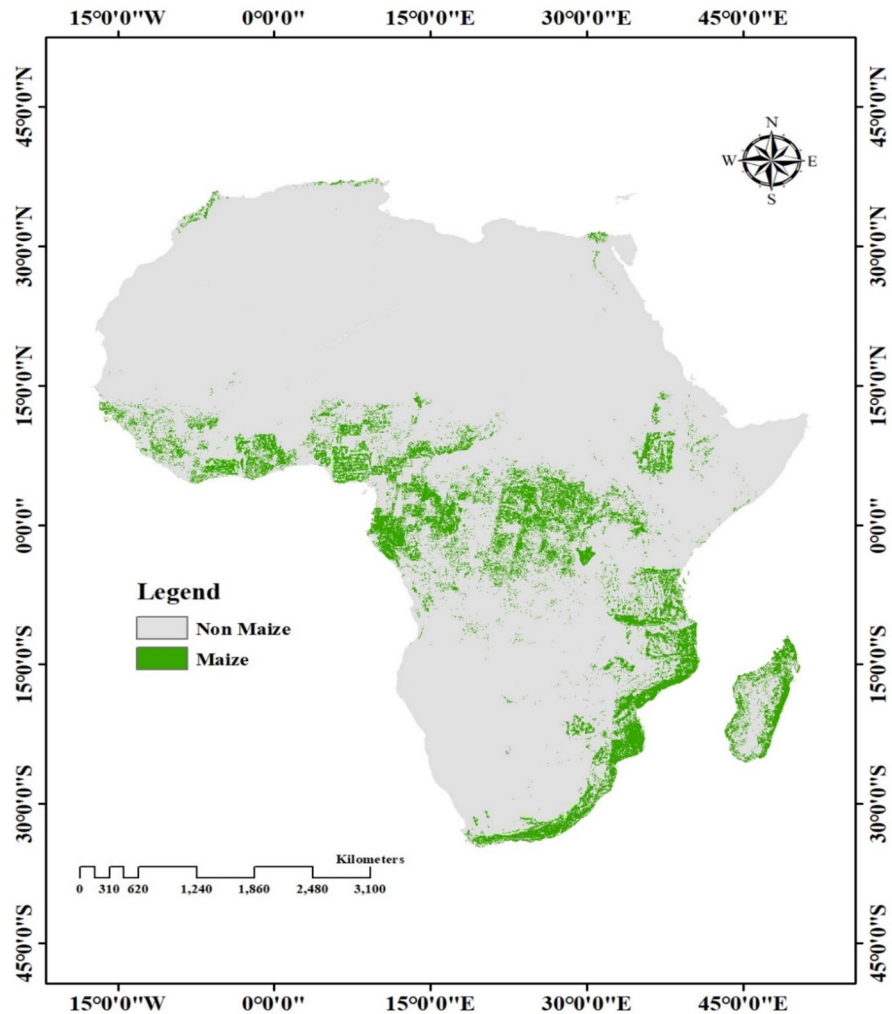 15°0'0"W 0°0'0" 15°0'0"E 30°0'0"E 45°0'0"E
45°0'0"N 45°0'0"N
N
W E
S
30°0'0"N 30°0'0"N
15°0'0"N 15°0'0"N
0°0'0" 0°0'0"
Legend
Non Maize
Maize
15°0'0"S 15°0'0"S
30°0'0"S 30°0'0"S
Kilometers
0 310 620 1,240 1,860 2,480 3,100
45°0'0"S 45°0'0"S
15°0'0"W 0°0'0" 15°0'0"E 30°0'0"E 45°0'0"E